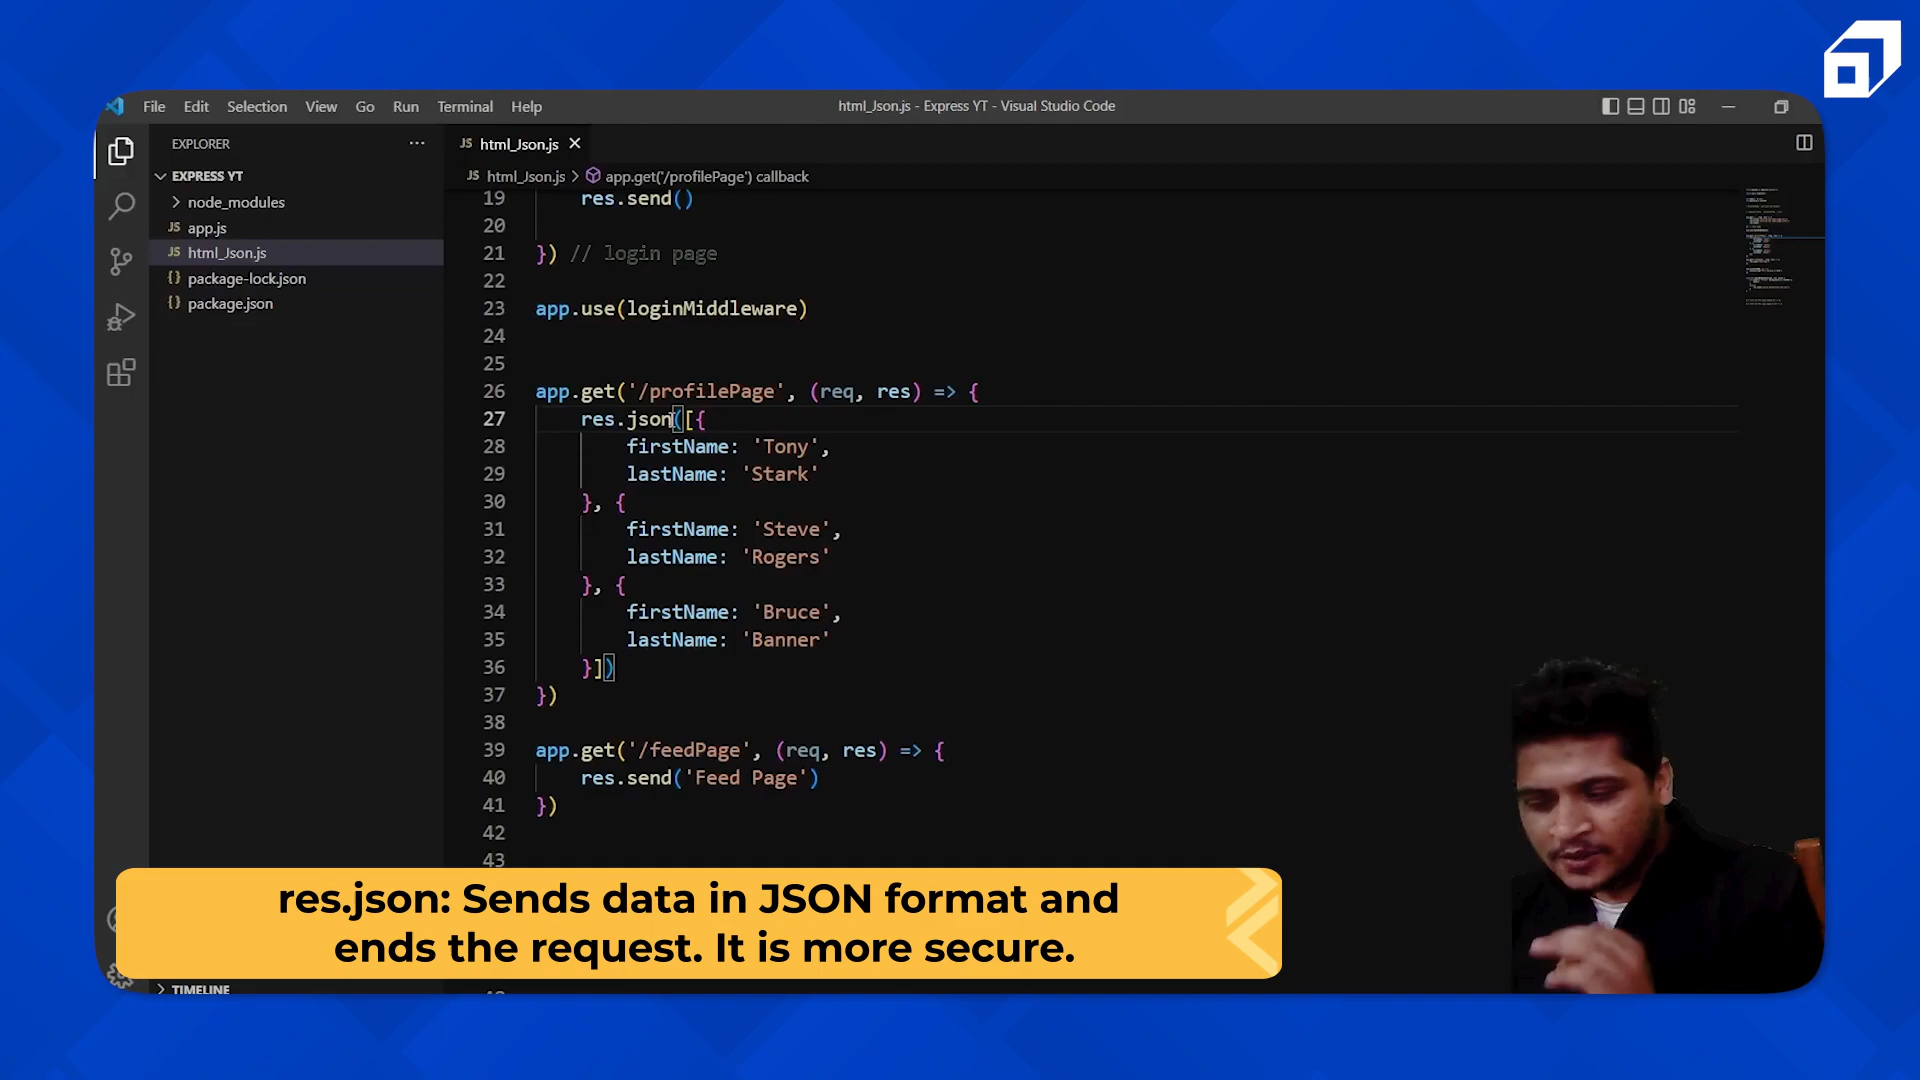 File Edit Selection View Go Run Terminal Help
html_Json.js - Express YT - Visual Studio Code
EXPLORER
EXPRESS YT
node_modules
JS app.js
JS html_Json.js
{} package-lock.json
{} package.json
TIMELINE
JS html_Json.js
JS html_Json.js > app.get('/profilePage') callback
19 res.send()
20
21 }) // login page
22
23 app.use(loginMiddleware)
24
25
26 app.get('/profilePage', (req, res) => {
27 res.json([{
28 firstName: 'Tony',
29 lastName: 'Stark'
30 }, {
31 firstName: 'Steve',
32 lastName: 'Rogers'
33 }, {
34 firstName: 'Bruce',
35 lastName: 'Banner'
36 }])
37 })
38
39 app.get('/feedPage', (req, res) => {
40 res.send('Feed Page')
41 })
42
43
res.json: Sends data in JSON format and
ends the request. It is more secure.